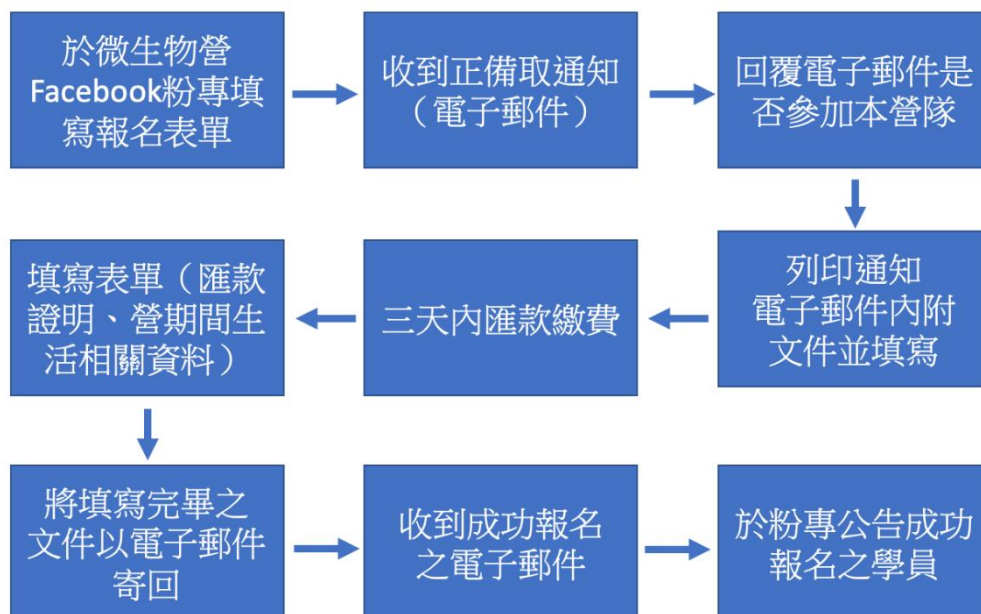 於微生物營
Facebook粉專填
寫報名表單
收到正備取通知
（電子郵件）
回覆電子郵件是
否參加本營隊
列印通知
電子郵件內附
文件並填寫
三天內匯款繳費
填寫表單（匯款
證明、營期間生
活相關資料）
將填寫完畢之
文件以電子郵件
寄回
收到成功報名
之電子郵件
於粉專公告成功
報名之學員